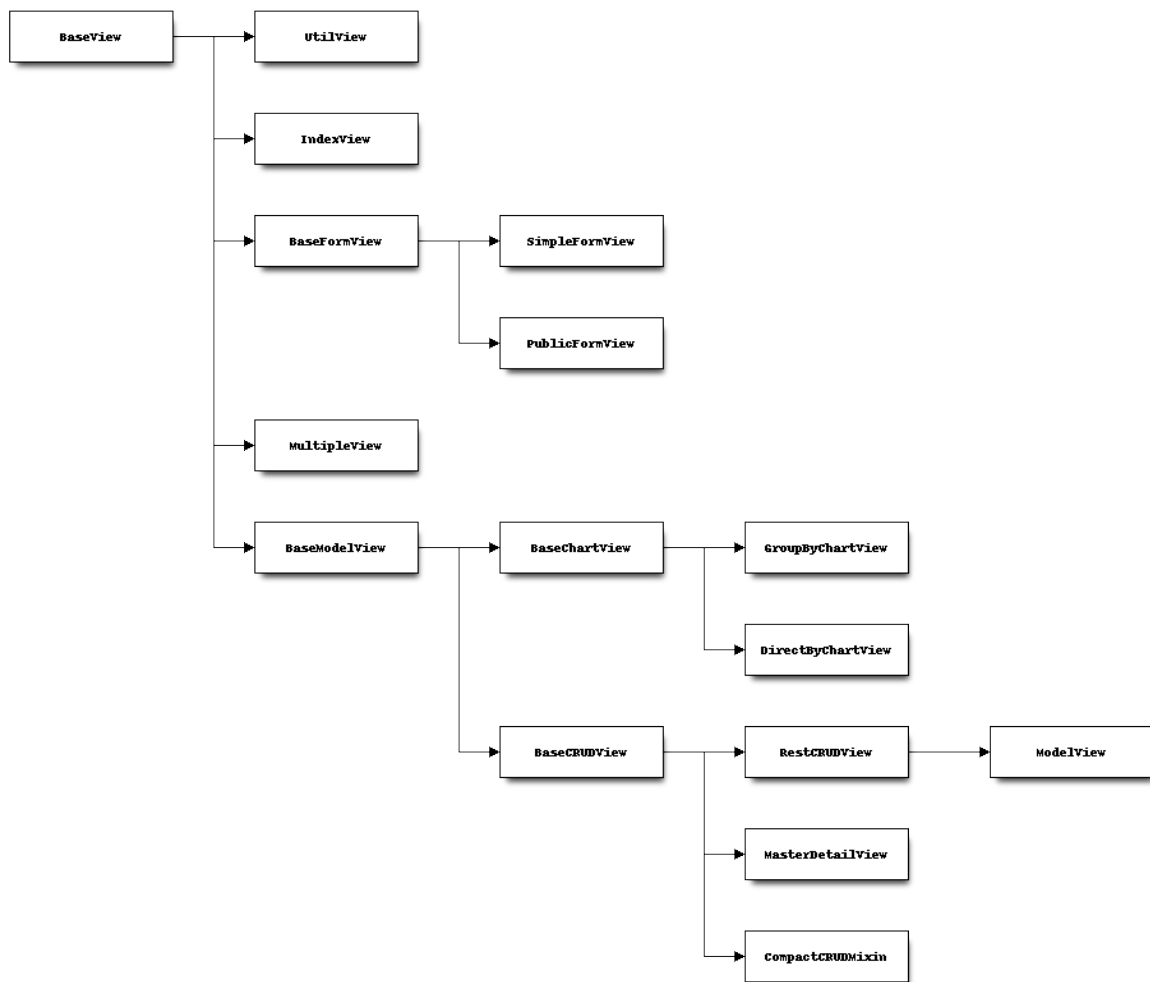 BaseView
UtilView
IndexView
BaseFormView
SimpleFormView
PublicFormView
MultipleView
BaseModelView
BaseChartView
GroupByChartView
DirectByChartView
BaseCRUDView
RestCRUDView
ModelView
MasterDetailView
CompactCRUDMixin